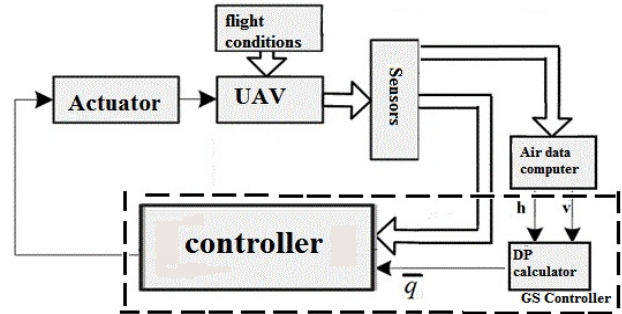 flight
conditions
Actuator
UAV
Sensors
Air data
computer
h
v
controller
DP
calculator
q̅
GS Controller